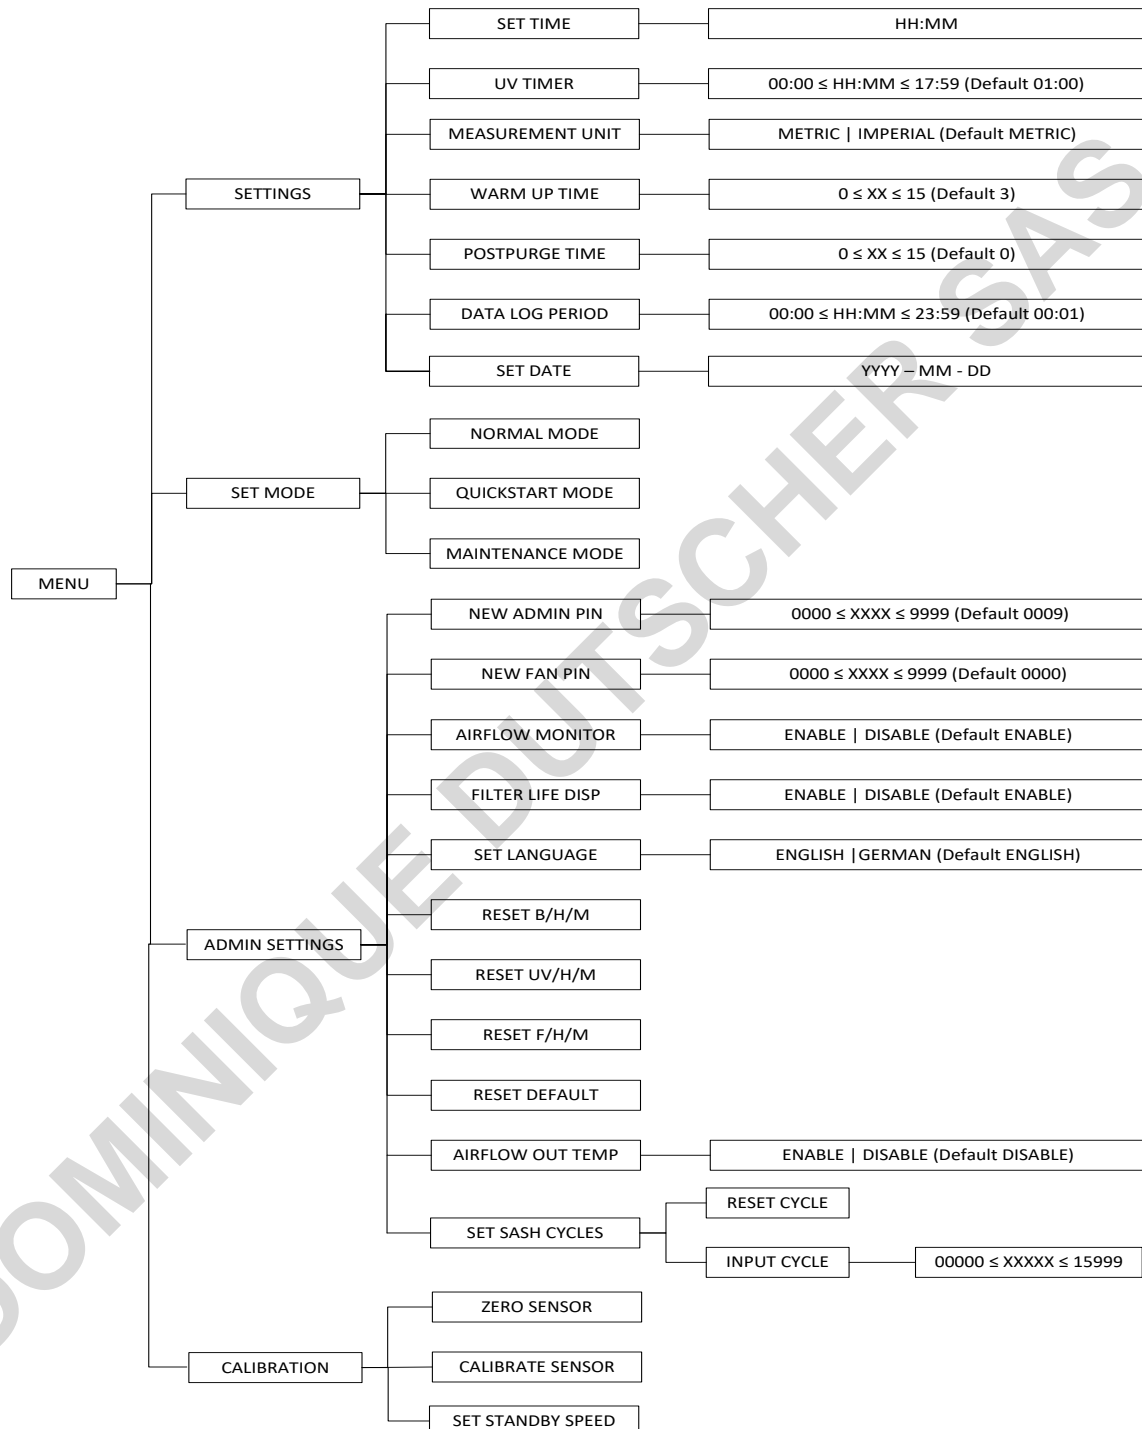 SET TIME
HH:MM
UV TIMER
00:00 ≤ HH:MM ≤ 17:59 (Default 01:00)
MEASUREMENT UNIT
METRIC | IMPERIAL (Default METRIC)
SETTINGS
WARM UP TIME
0 ≤ XX ≤ 15 (Default 3)
POSTPURGE TIME
0 ≤ XX ≤ 15 (Default 0)
DATA LOG PERIOD
00:00 ≤ HH:MM ≤ 23:59 (Default 00:01)
SET DATE
YYYY – MM - DD
NORMAL MODE
SET MODE
QUICKSTART MODE
MAINTENANCE MODE
MENU
NEW ADMIN PIN
0000 ≤ XXXX ≤ 9999 (Default 0009)
NEW FAN PIN
0000 ≤ XXXX ≤ 9999 (Default 0000)
AIRFLOW MONITOR
ENABLE | DISABLE (Default ENABLE)
FILTER LIFE DISP
ENABLE | DISABLE (Default ENABLE)
SET LANGUAGE
ENGLISH |GERMAN (Default ENGLISH)
RESET B/H/M
ADMIN SETTINGS
RESET UV/H/M
RESET F/H/M
RESET DEFAULT
AIRFLOW OUT TEMP
ENABLE | DISABLE (Default DISABLE)
RESET CYCLE
SET SASH CYCLES
INPUT CYCLE
00000 ≤ XXXXX ≤ 15999
ZERO SENSOR
CALIBRATION
CALIBRATE SENSOR
SET STANDBY SPEED
DOMINIQUE DUTSCHER SAS